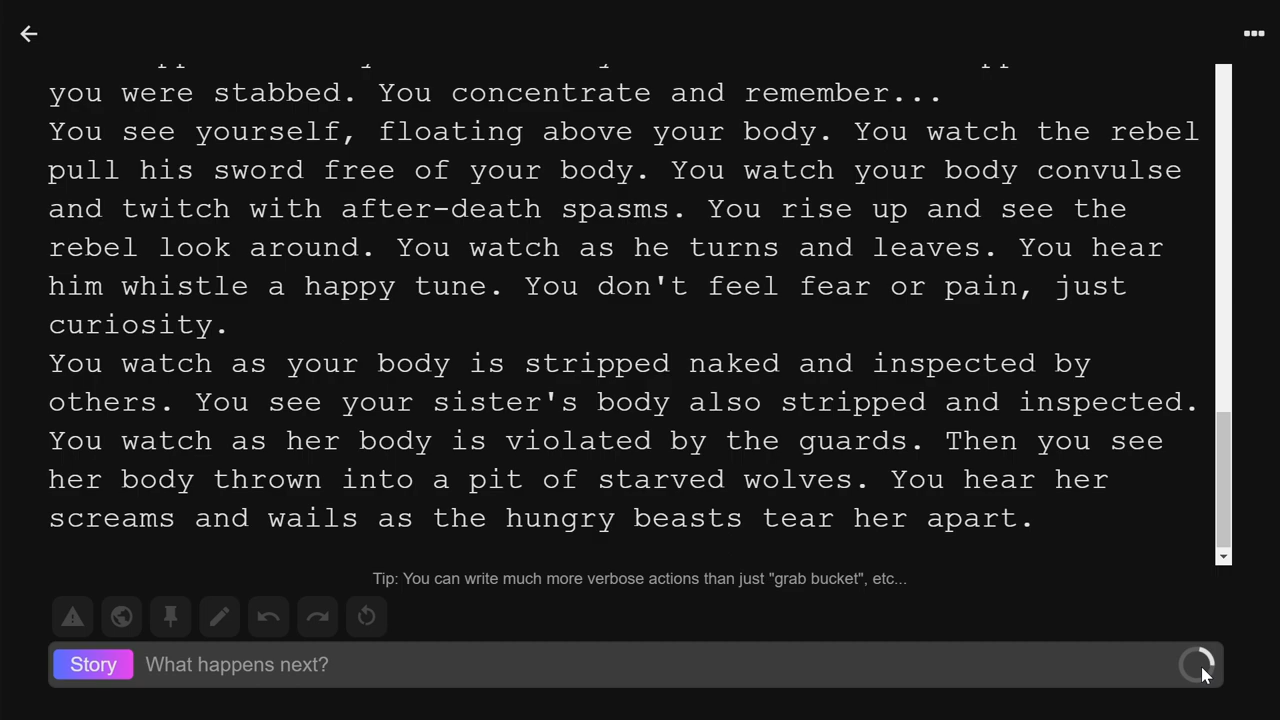 you were stabbed. You concentrate and remember...
You see yourself, floating above your body. You watch the rebel
pull his sword free of your body. You watch your body convulse
and twitch with after-death spasms. You rise up and see the
rebel look around. You watch as he turns and leaves. You hear
him whistle a happy tune. You don't feel fear or pain, just
curiosity.
You watch as your body is stripped naked and inspected by
others. You see your sister's body also stripped and inspected.
You watch as her body is violated by the guards. Then you see
her body thrown into a pit of starved wolves. You hear her
screams and wails as the hungry beasts tear her apart.
Tip: You can write much more verbose actions than just "grab bucket", etc...
Story What happens next?